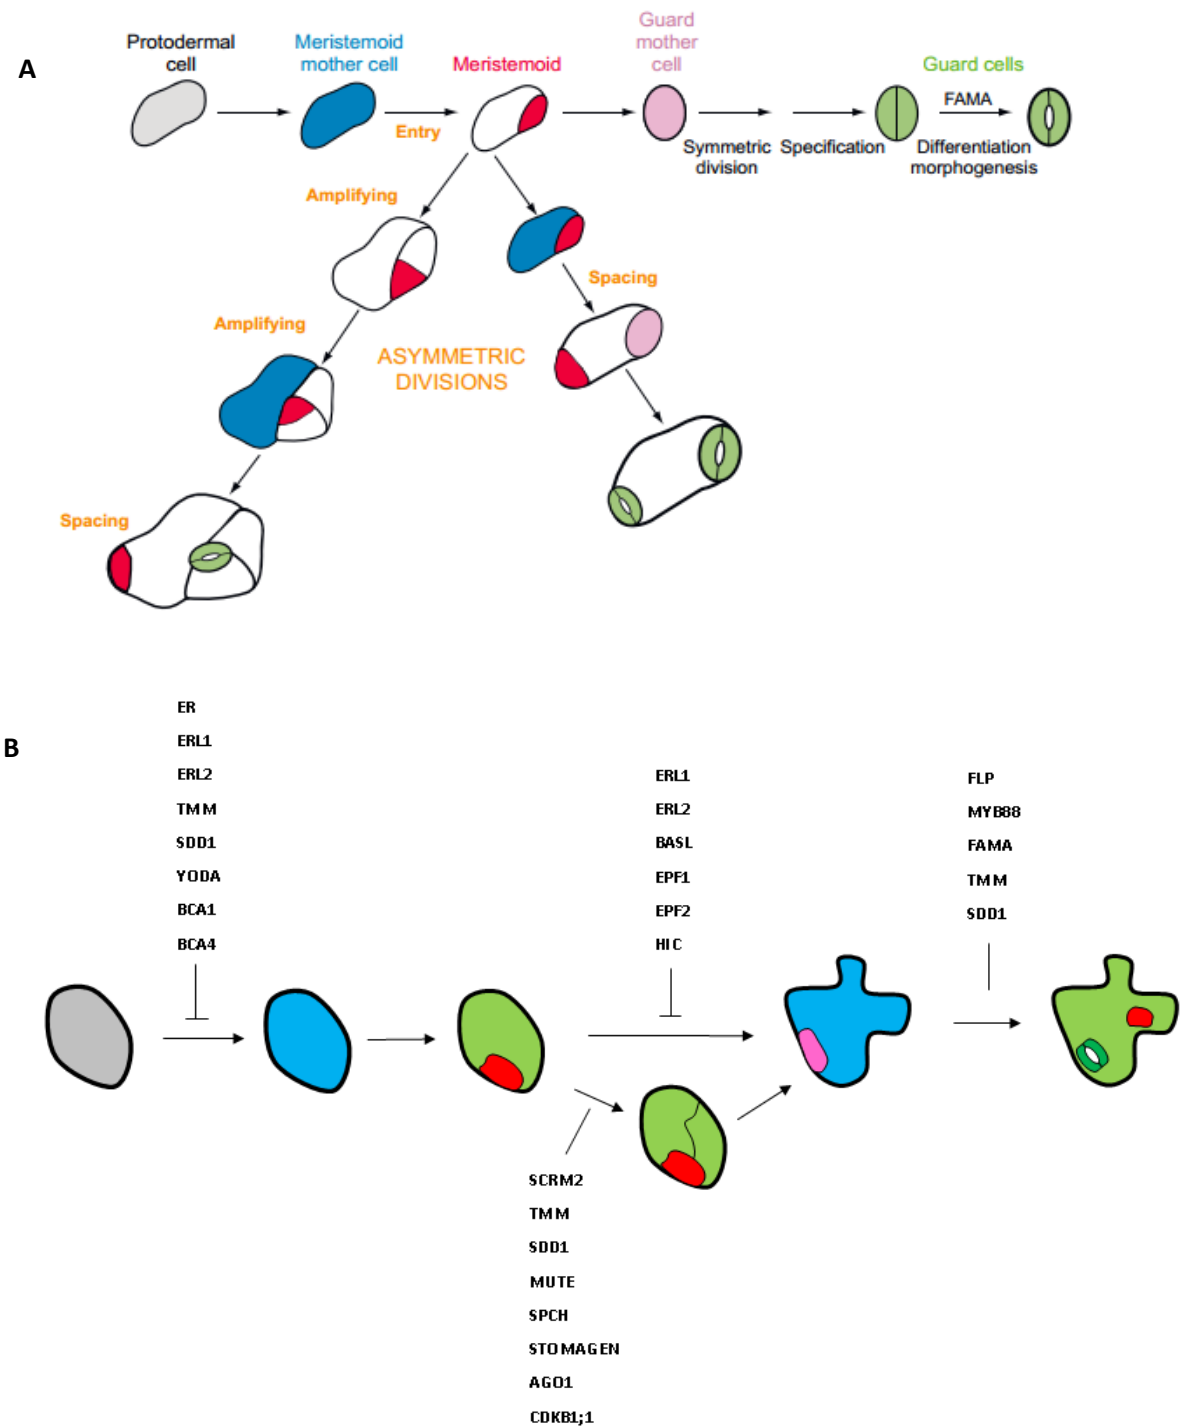 A
Protodermal
cell
Meristemoid
mother cell
Meristemoid
Guard
mother
cell
Guard cells
Entry
Symmetric
division
Specification
FAMA
Differentiation
morphogenesis
Amplifying
Spacing
Amplifying
ASYMMETRIC
DIVISIONS
Spacing
B
ER
ERL1
ERL2
TMM
SDD1
YODA
BCA1
BCA4
ERL1
ERL2
BASL
EPF1
EPF2
HIC
FLP
MYB88
FAMA
TMM
SDD1
SCRM2
TMM
SDD1
MUTE
SPCH
STOMAGEN
AGO1
CDKB1;1